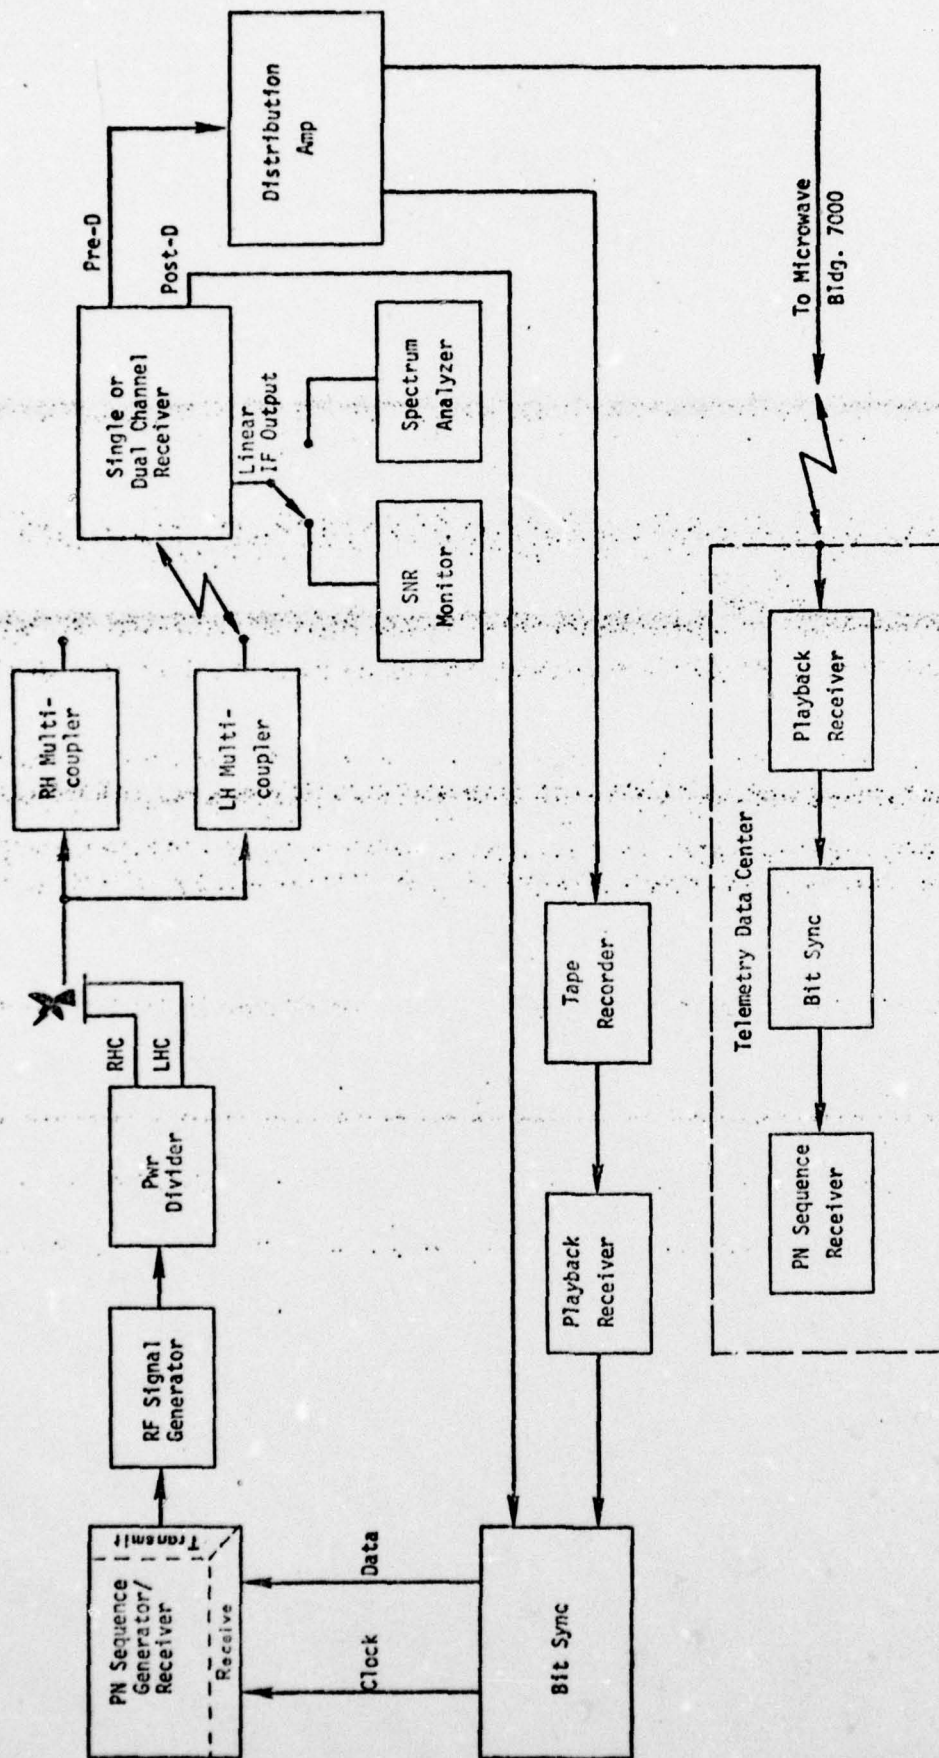 PN Sequence
Generator/
Receiver
Transmit
Receive
RF Signal
Generator
Pwr
Divider
RHC
LHC
RH Multi-
coupler
LH Multi-
coupler
Single or
Dual Channel
Receiver
Pre-D
Post-D
Linear
IF Output
Distribution
Amp
SNR
Monitor
Spectrum
Analyzer
Clock
Data
Bit Sync
Playback
Receiver
Tape
Recorder
To Microwave
Bldg. 7000
Telemetry Data Center
PN Sequence
Receiver
Bit Sync
Playback
Receiver